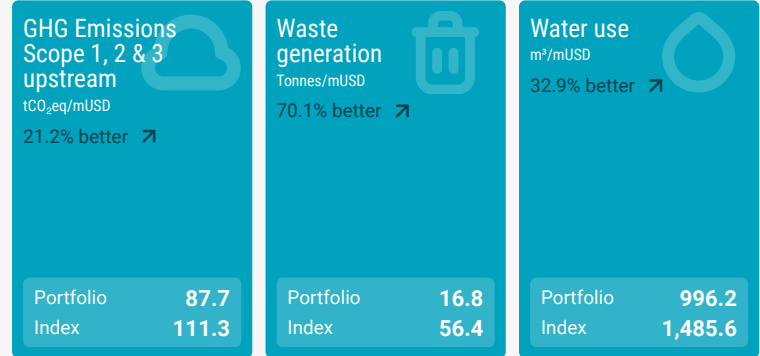 GHG Emissions
Scope 1, 2 & 3
upstream
tCO₂eq/mUSD
21.2% better
Portfolio 87.7
Index 111.3
Waste
generation
Tonnes/mUSD
70.1% better
Portfolio 16.8
Index 56.4
Water use
m³/mUSD
32.9% better
Portfolio 996.2
Index 1,485.6